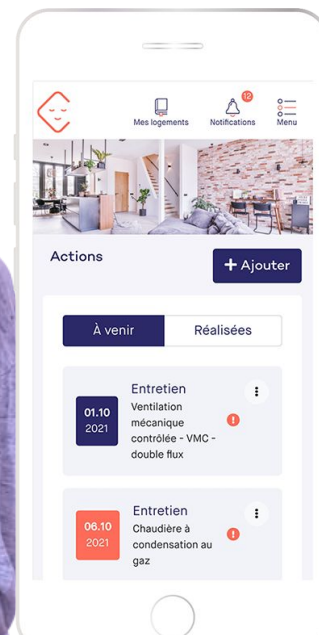 12
Mes logements
Notifications
Menu
Actions
+ Ajouter
À venir
Réalisées
01.10
2021
Entretien
Ventilation
mécanique
contrôlée - VMC -
double flux
06.10
2021
Entretien
Chaudière à
condensation au
gaz